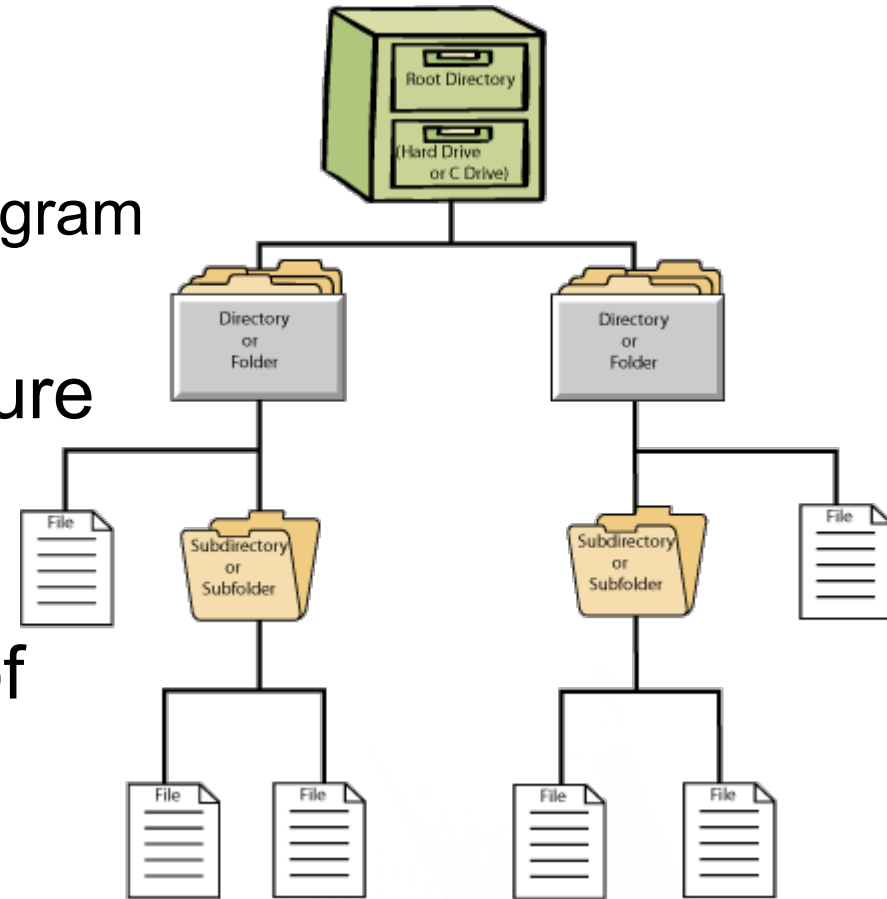 Root Directory
(Hard Drive
or C Drive)
gram
Directory
or
Folder
Directory
or
Folder
ure
File
Subdirectory
or
Subfolder
Subdirectory
or
Subfolder
File
of
File
File
File
File